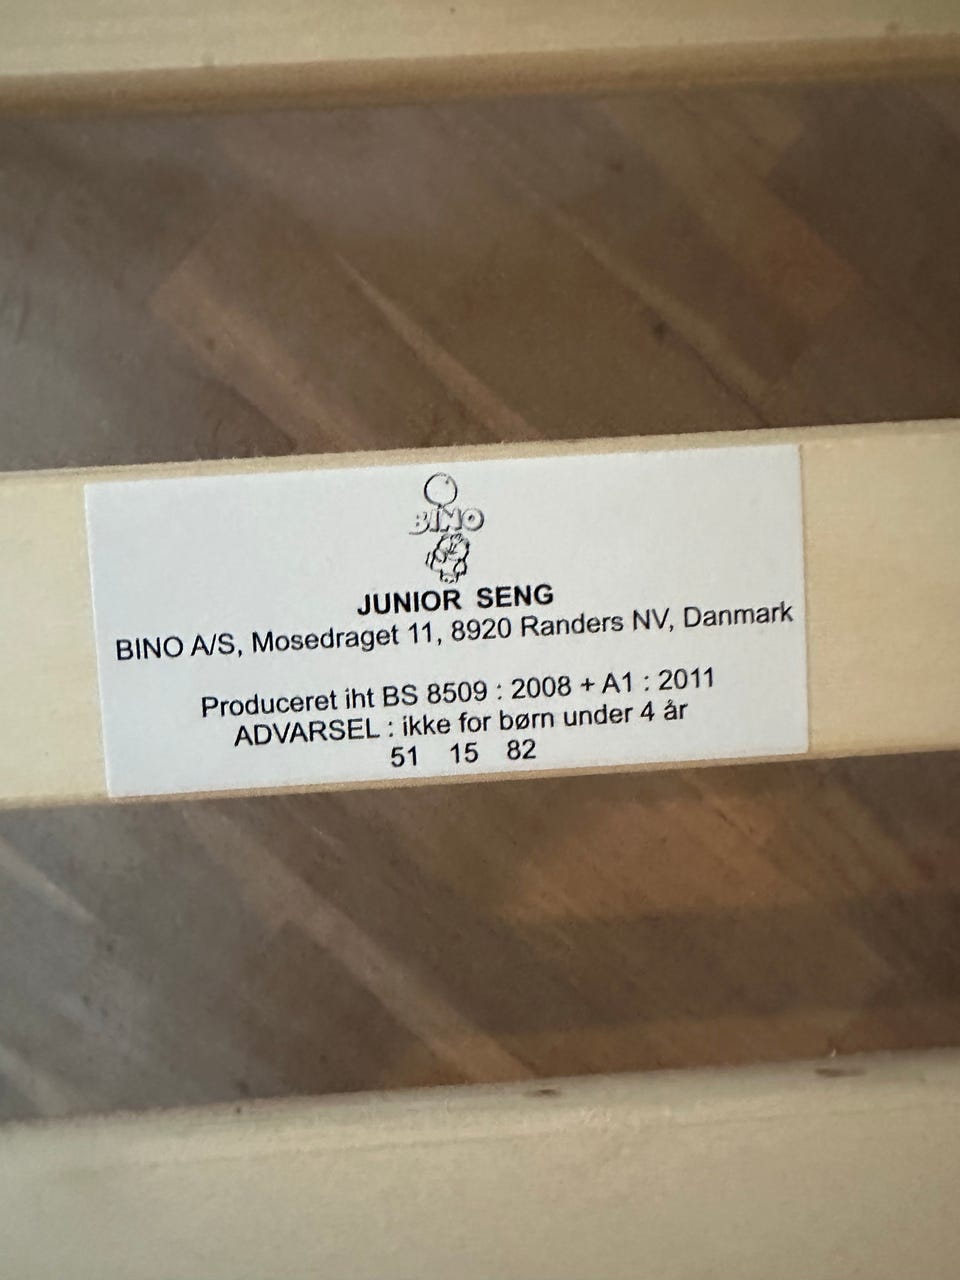 BINO
JUNIOR SENG
BINO A/S, Mosedraget 11, 8920 Randers NV, Danmark
Produceret iht BS 8509 : 2008 + A1 : 2011
ADVARSEL : ikke for børn under 4 år
51 15 82